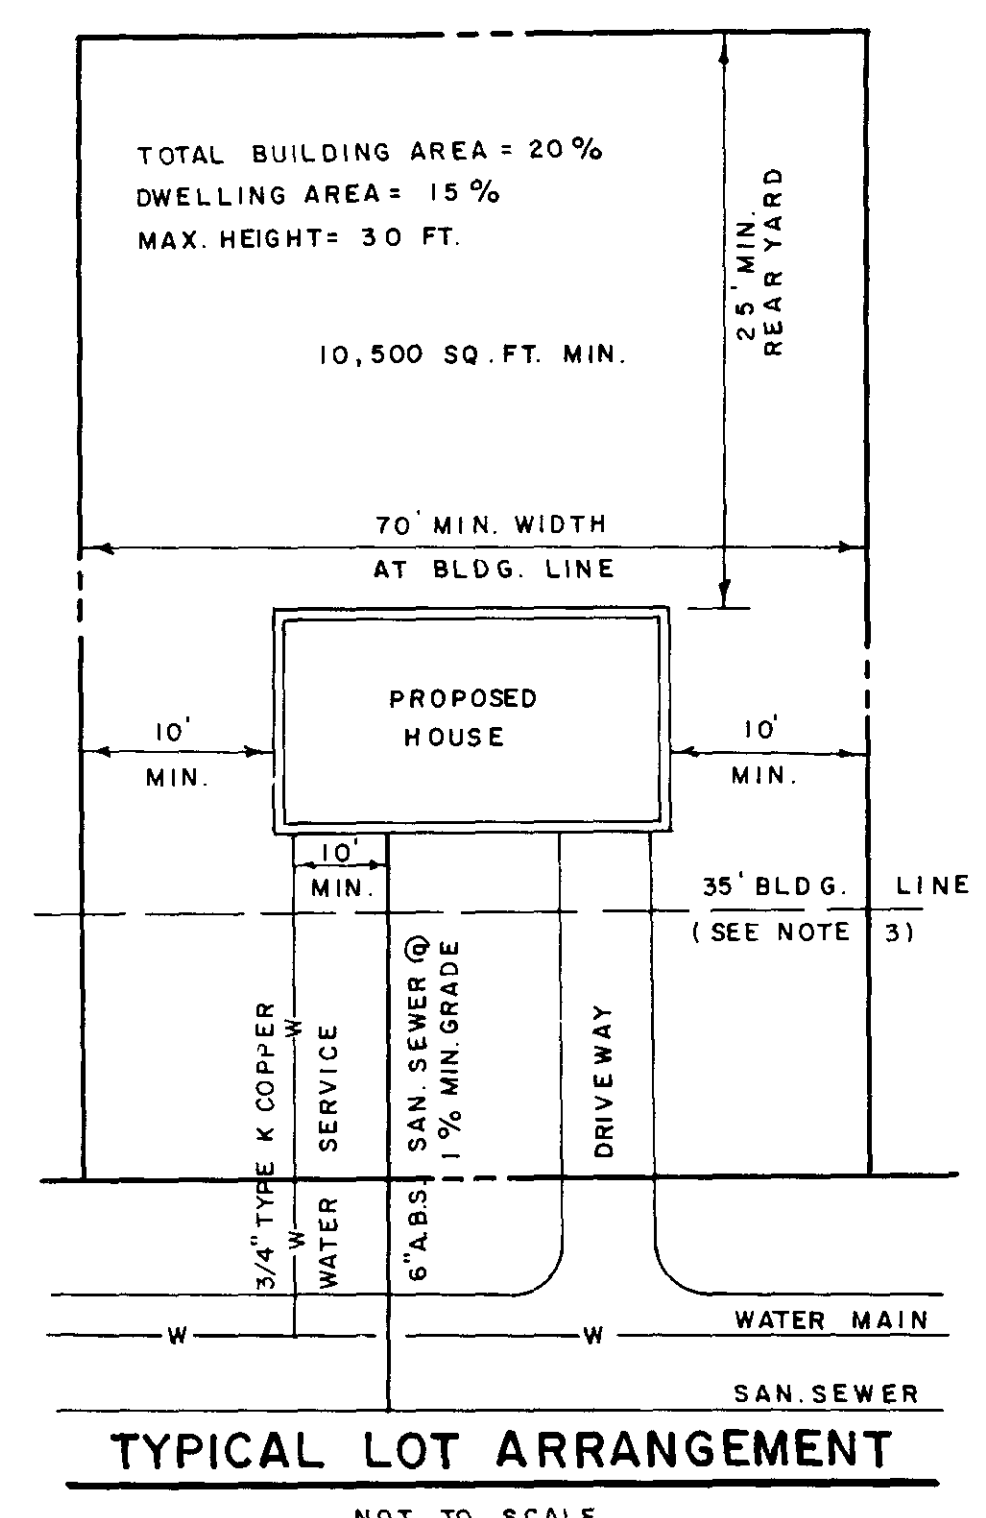 TOTAL BUILDING AREA = 20%
DWELLING AREA = 15%
MAX. HEIGHT= 30 FT.
25' MIN.
REAR YARD
10,500 SQ.FT. MIN.
70' MIN. WIDTH
AT BLDG. LINE
PROPOSED
HOUSE
10'
MIN.
10'
MIN.
10'
MIN.
35' BLDG. LINE
(SEE NOTE 3)
3/4" TYPE K COPPER
W
W
WATER SERVICE
6" A.B.S. SAN. SEWER @
1% MIN. GRADE
DRIVEWAY
WATER MAIN
W
W
SAN. SEWER
TYPICAL LOT ARRANGEMENT
NOT TO SCALE